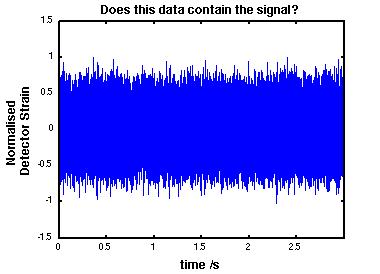 Does this data contain the signal?
1.5
1
0.5
0
-0.5
-1
-1.5
Normalised
Detector Strain
0 0.5 1 1.5 2 2.5
time /s